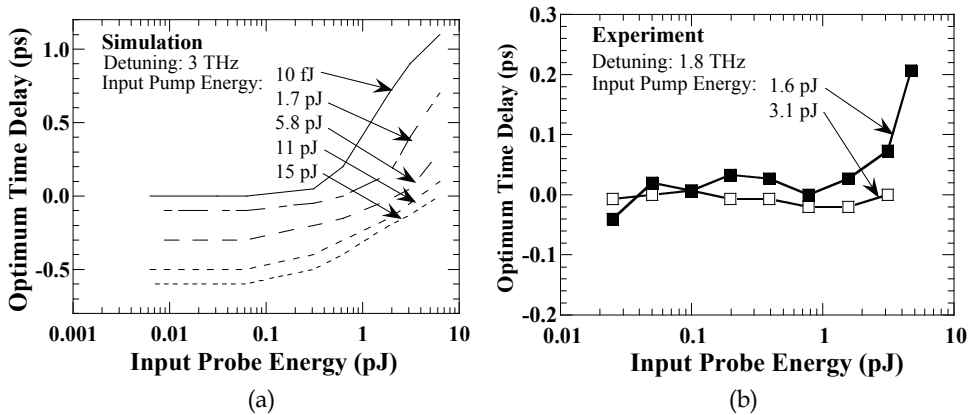 Optimum Time Delay (ps)
1.0
0.5
0.0
-0.5
Simulation
Detuning: 3 THz
Input Pump Energy:
10 fJ
1.7 pJ
5.8 pJ
11 pJ
15 pJ
0.001
0.01
0.1
1
10
Input Probe Energy (pJ)
(a)
Optimum Time Delay (ps)
0.3
0.2
0.1
0.0
-0.1
-0.2
Experiment
Detuning: 1.8 THz
Input Pump Energy:
1.6 pJ
3.1 pJ
0.01
0.1
1
10
Input Probe Energy (pJ)
(b)